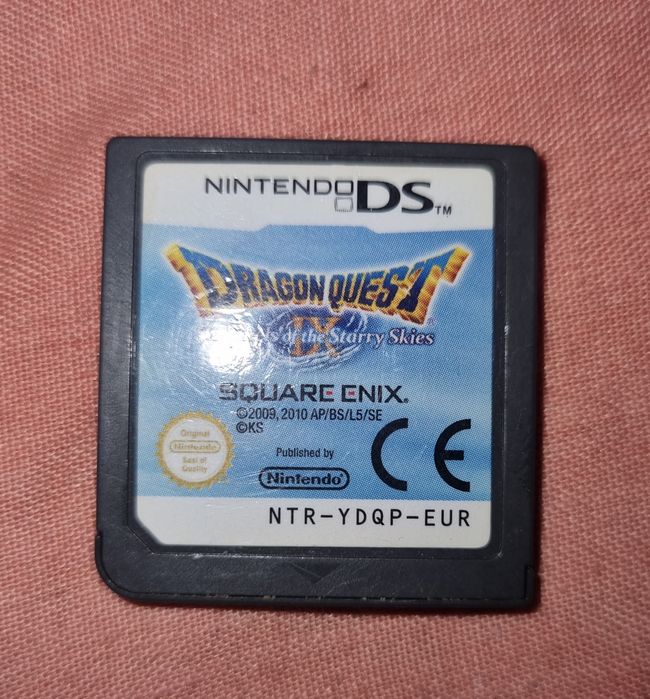 NINTENDO DS™
DRAGON QUEST®
IX
of the Starry Skies
SQUARE ENIX.
©2009, 2010 AP/BS/L5/SE
©KS
Original
Nintendo
Seal of
Quality
Published by
Nintendo®
CE
NTR-YDQP-EUR